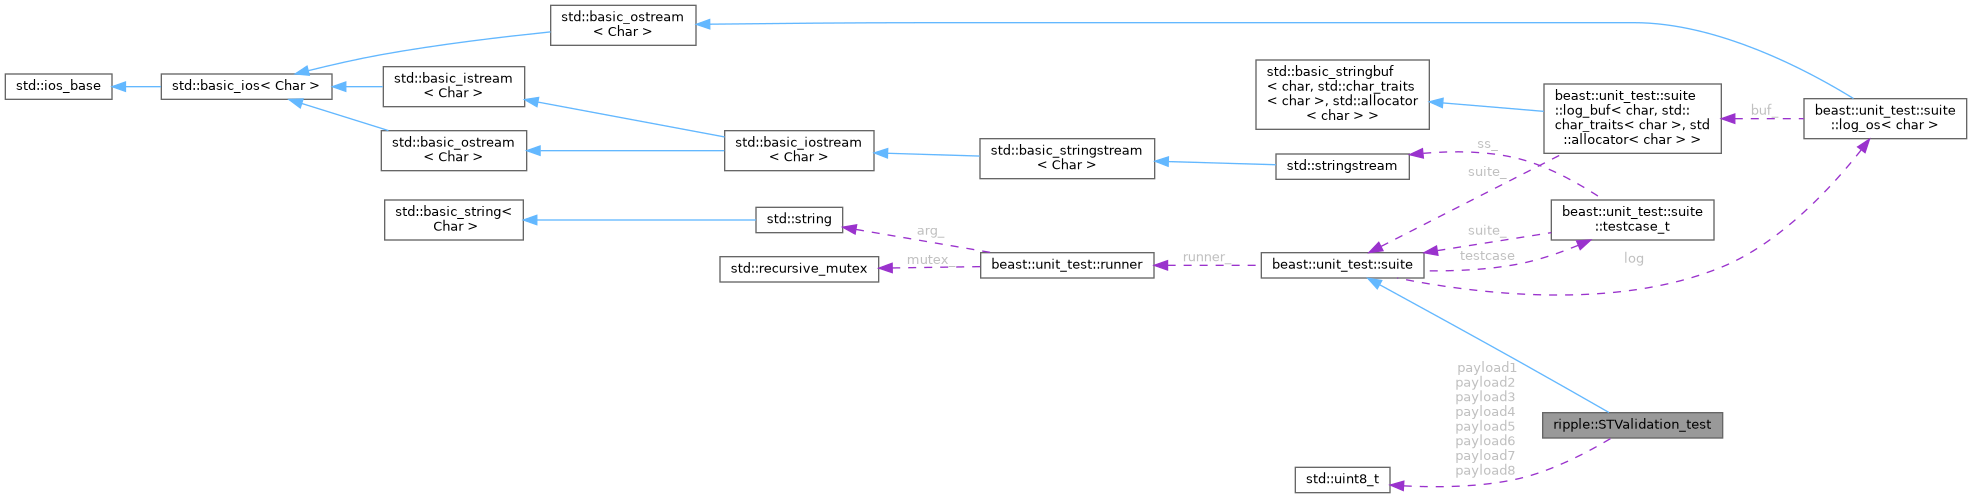 std::basic_ostream
< Char >
std::ios_base
std::basic_ios< Char >
std::basic_istream
< Char >
std::basic_ostream
< Char >
std::basic_iostream
< Char >
std::basic_stringstream
< Char >
std::basic_stringbuf
< char, std::char_traits
< char >, std::allocator
< char > >
std::stringstream
beast::unit_test::suite
::log_buf< char, std::
char_traits< char >, std
::allocator< char > >
buf_
beast::unit_test::suite
::log_os< char >
ss_
suite_
std::basic_string<
Char >
std::string
arg_
std::recursive_mutex
mutex_
beast::unit_test::runner
runner_
beast::unit_test::suite
suite_
testcase
beast::unit_test::suite
::testcase_t
log
payload1
payload2
payload3
payload4
payload5
payload6
payload7
payload8
ripple::STValidation_test
std::uint8_t